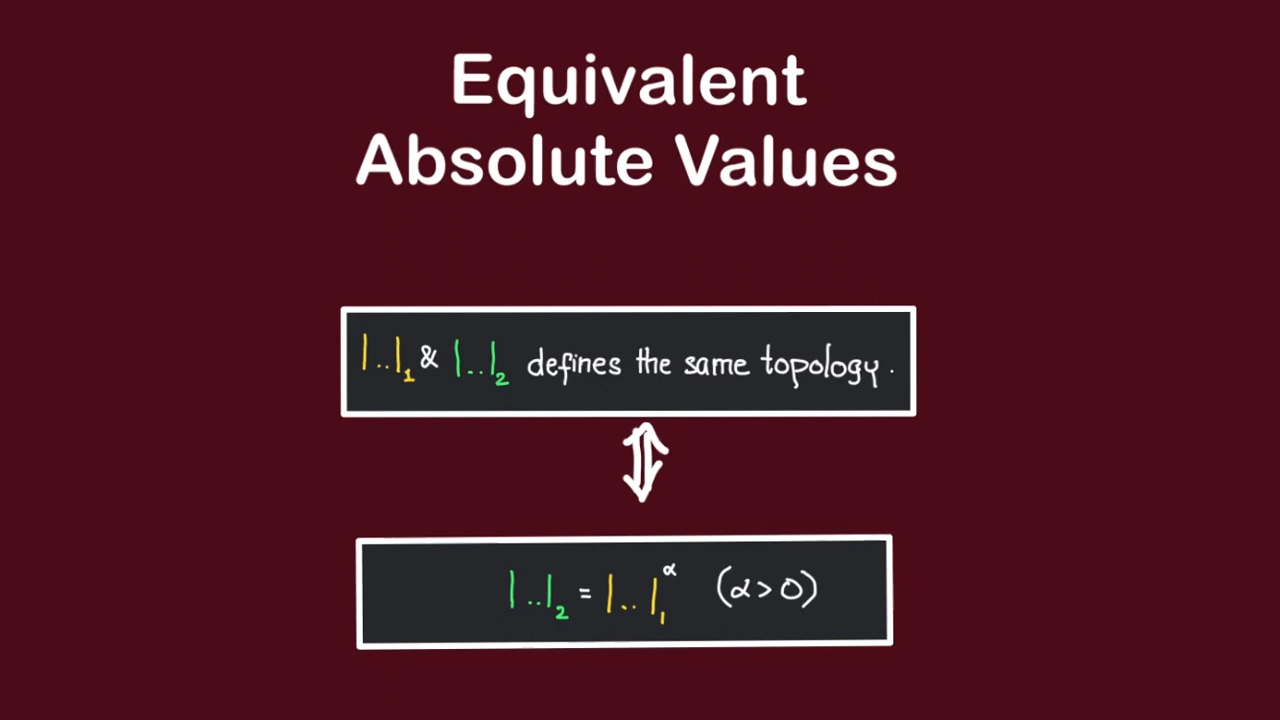 Equivalent
Absolute Values
|..|₁ & |..|₂ defines the same topology.
⇕
|..|₂ = |..|₁^α (α > 0)